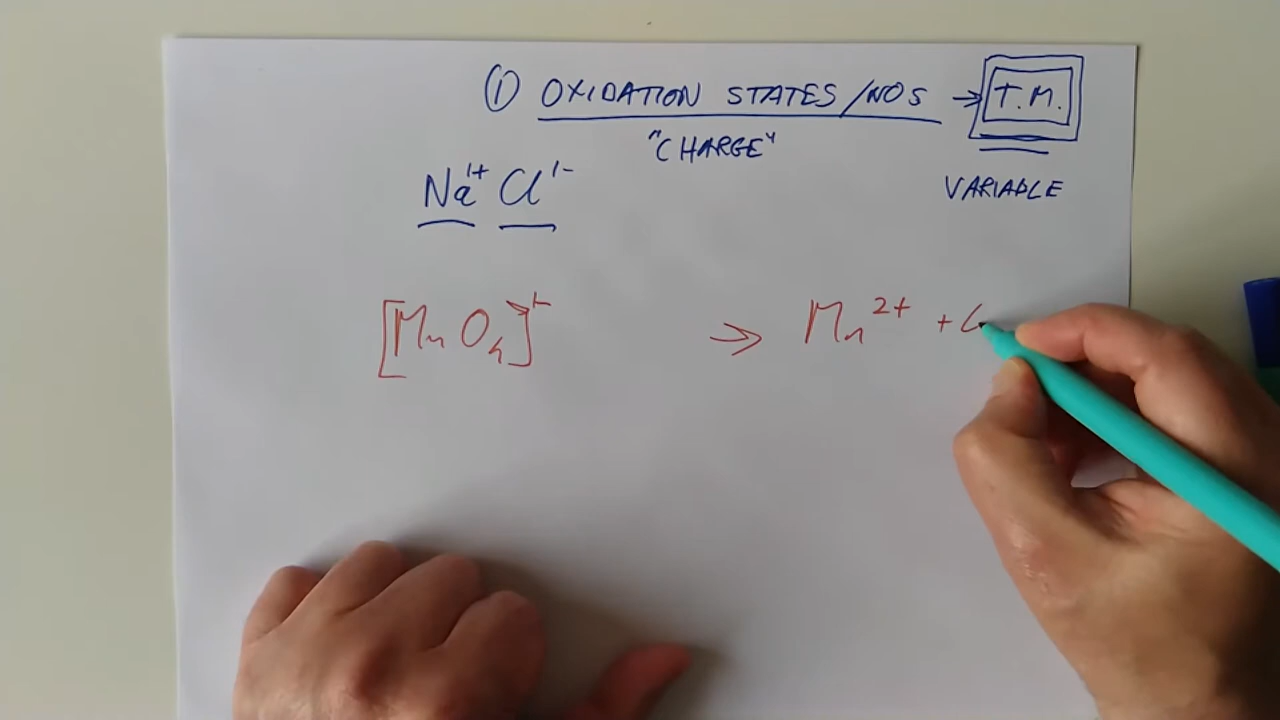 ① OXIDATION STATES/NOS → T.M.
"CHARGE"
VARIABLE
Na¹⁺ Cl¹⁻
[MnO₄]¹⁻ → Mn²⁺ +